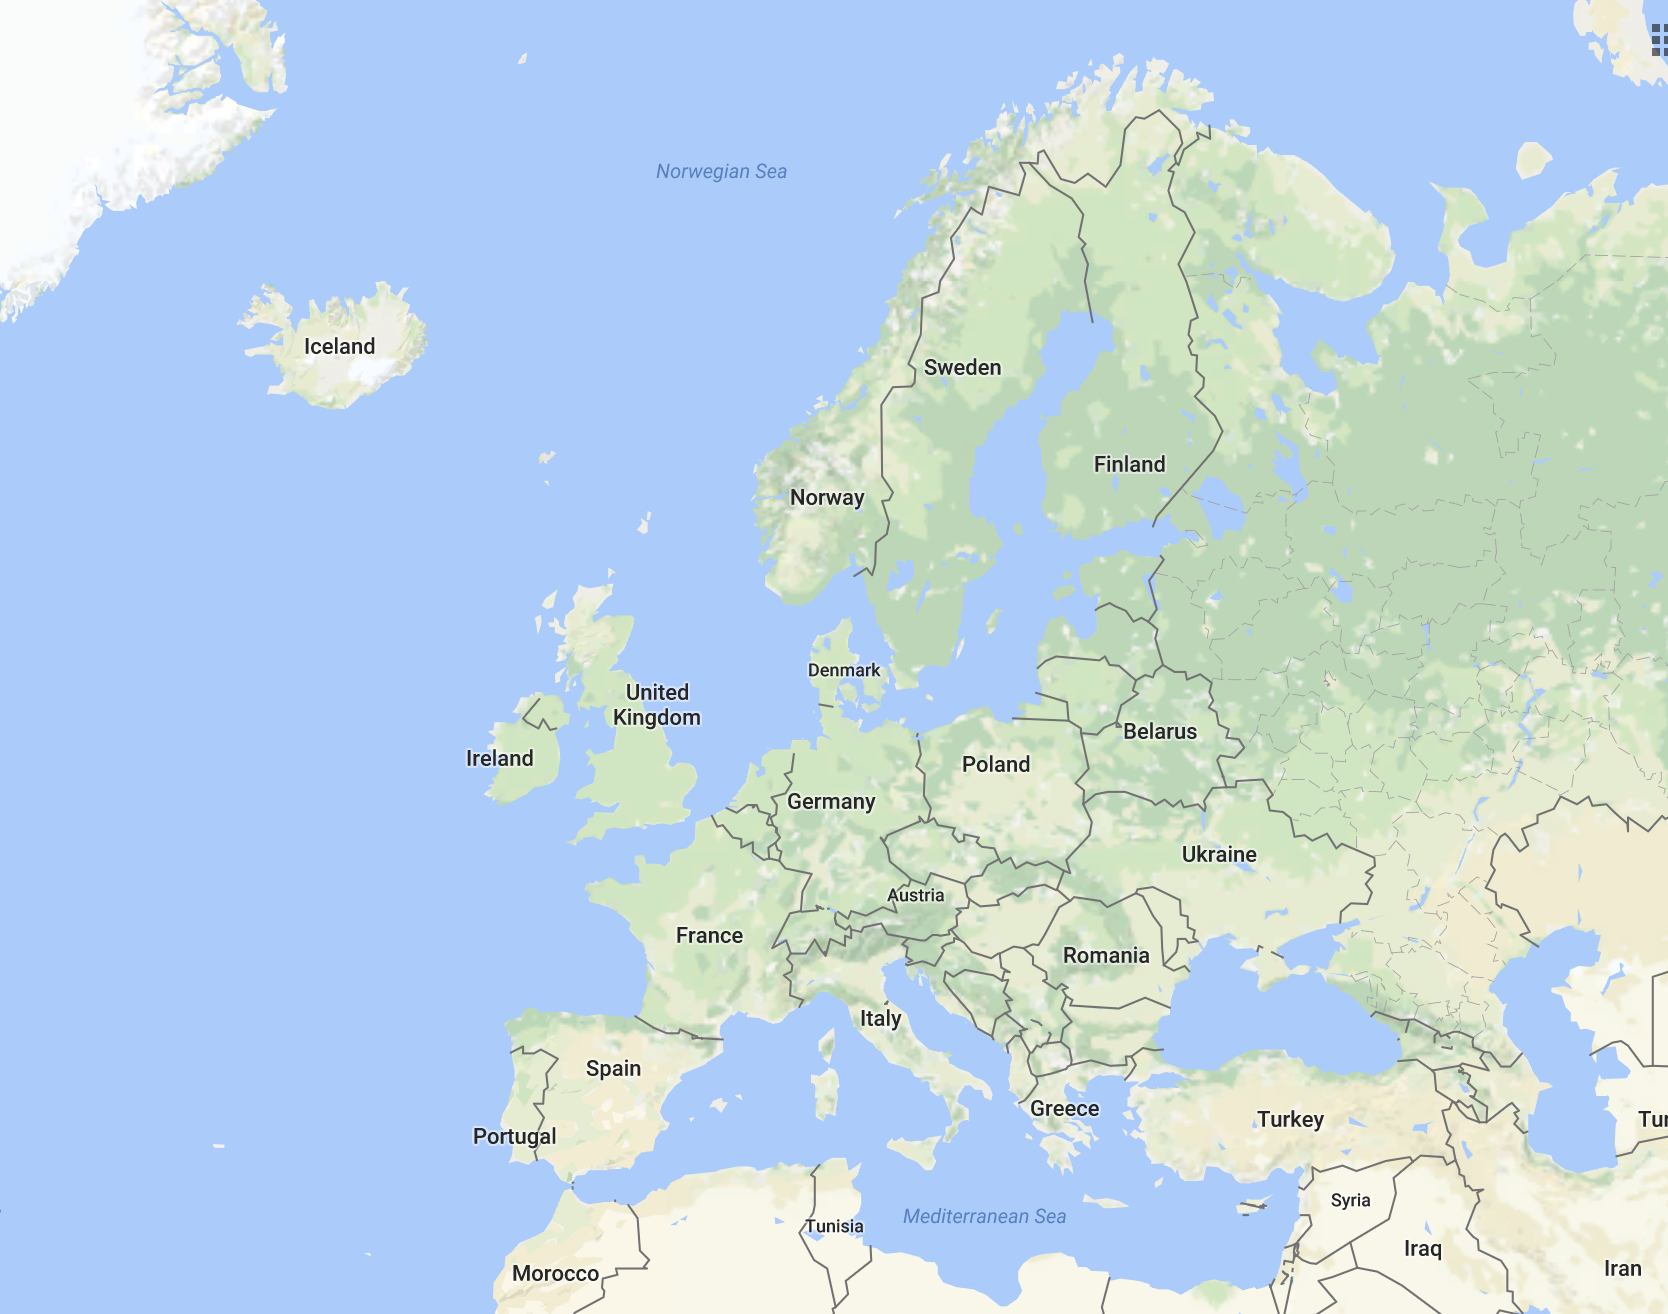 Norwegian Sea
Iceland
Sweden
Finland
Norway
Denmark
United
Kingdom
Ireland
Belarus
Poland
Germany
Ukraine
Austria
France
Romania
Italy
Spain
Greece
Turkey
Tur
Portugal
Syria
Mediterranean Sea
Tunisia
Iraq
Iran
Morocco